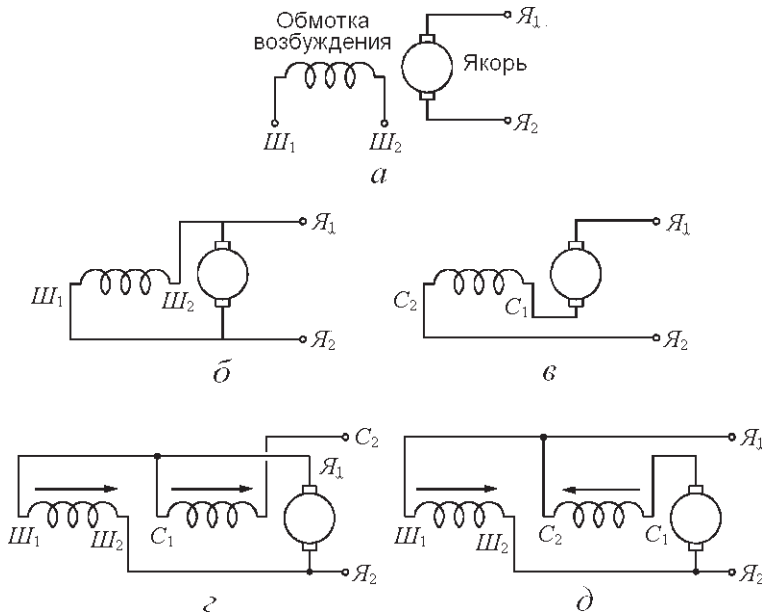 Обмотка
возбуждения
Я₁
Якорь
Я₂
Ш₁
Ш₂
а
Я₁
Ш₁
Ш₂
Я₂
б
Я₁
С₂
С₁
Я₂
в
С₂
Я₁
Ш₁
Ш₂
С₁
Я₂
г
Я₁
Ш₁
Ш₂
С₂
С₁
Я₂
д